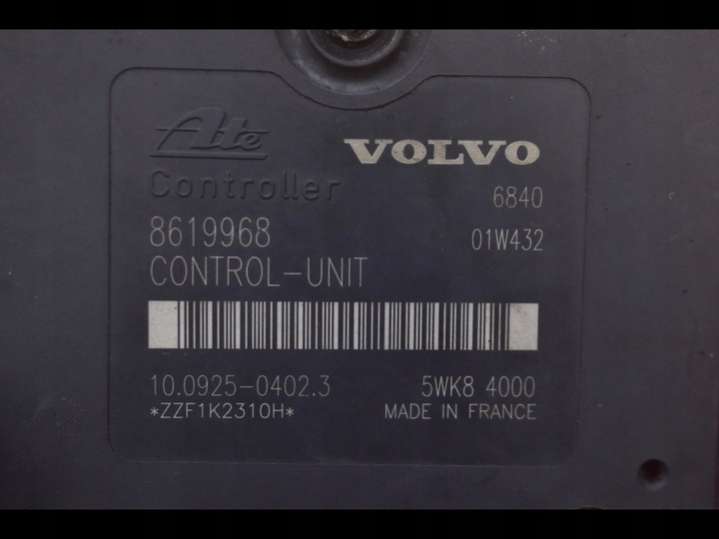 Ate VOLVO
Controller 6840
8619968 01W432
CONTROL-UNIT
10.0925-0402.3 5WK8 4000
*ZZF1K2310H* MADE IN FRANCE